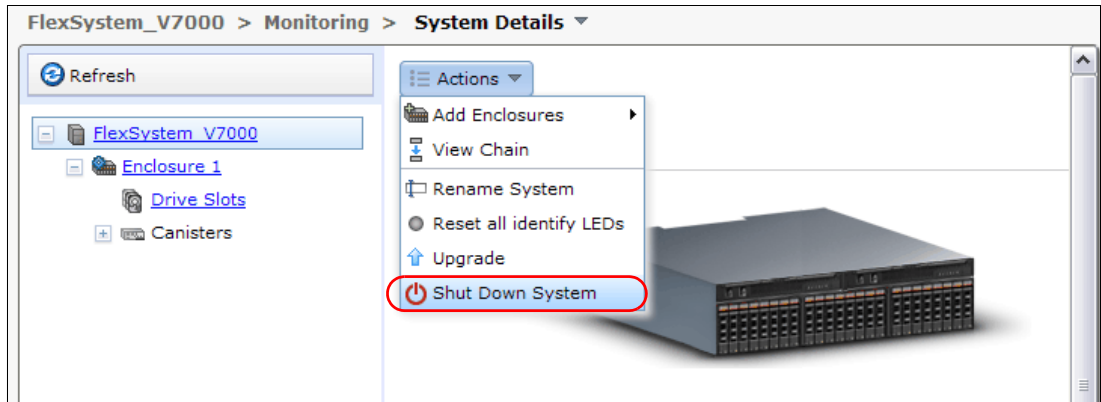 FlexSystem_V7000 > Monitoring > System Details
Refresh
FlexSystem_V7000
Enclosure 1
Drive Slots
Canisters
Actions
Add Enclosures
View Chain
Rename System
Reset all identify LEDs
Upgrade
Shut Down System